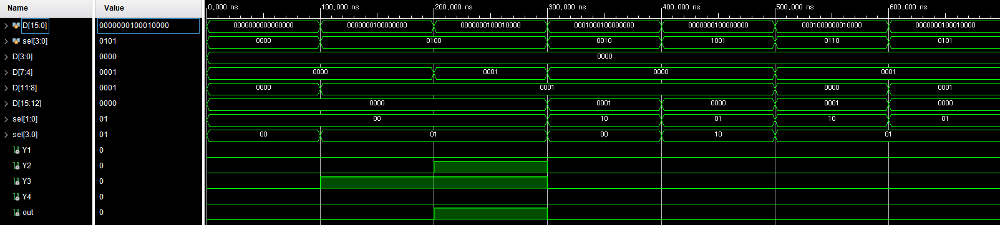 Name Value 0,000 ns 100,000 ns 200,000 ns 300,000 ns 400,000 ns 500,000 ns 600,000 ns
D[15:0] 0000000100010000 0000000000000000 0000000100000000 0000000100010000 0001000100000000 0000000100000000 0001000000010000 0000000100010000
sel[3:0] 0101 0000 0100 0010 1001 0110 0101
D[3:0] 0000 0000
D[7:4] 0001 0000 0001 0000 0001
D[11:8] 0001 0000 0001 0000 0001
D[15:12] 0000 0000 0001 0000 0001 0000
sel[1:0] 01 00 10 01 10 01
sel[3:0] 01 00 01 00 10 01
Y1 0
Y2 0
Y3 0
Y4 0
out 0